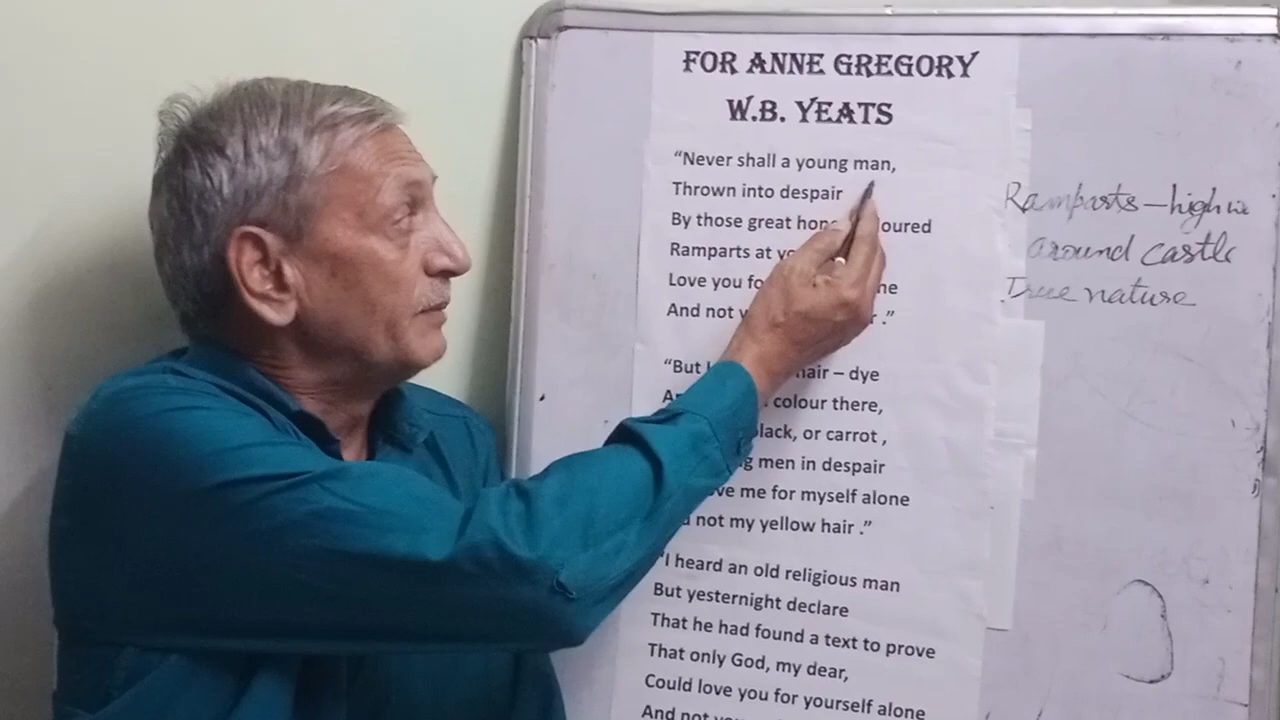 FOR ANNE GREGORY
W.B. YEATS
“Never shall a young man,
Thrown into despair
By those great oured
Ramparts at
Love you
And not .”
“But hair – dye
colour there,
black, or carrot ,
men in despair
me for myself alone
not my yellow hair .”
“I heard an old religious man
But yesternight declare
That he had found a text to prove
That only God, my dear,
Could love you for yourself alone
And not
Ramparts – high
around castle
True nature